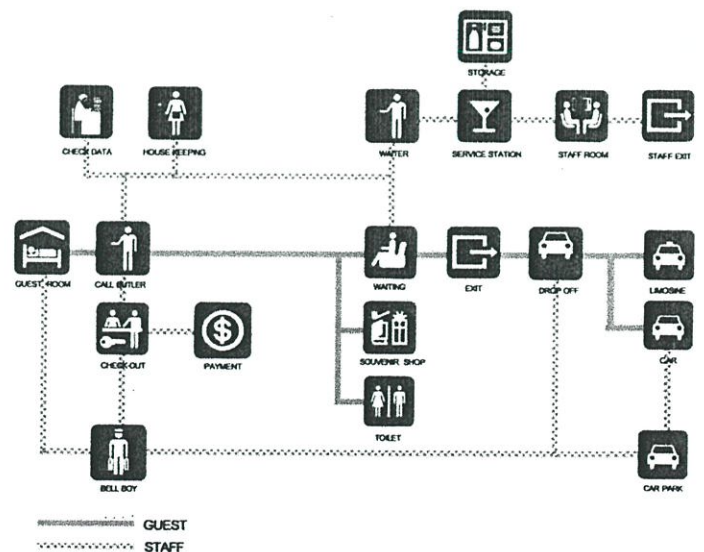 STORAGE
CHECK DATA
HOUSE KEEPING
WAITER
SERVICE STATION
STAFF ROOM
STAFF EXIT
GUEST ROOM
CALL BUTLER
WAITING
EXIT
DROP OFF
LIMOSINE
CHECK-OUT
$
PAYMENT
SOUVENIR SHOP
CAR
TOILET
BELL BOY
CAR PARK
GUEST
STAFF